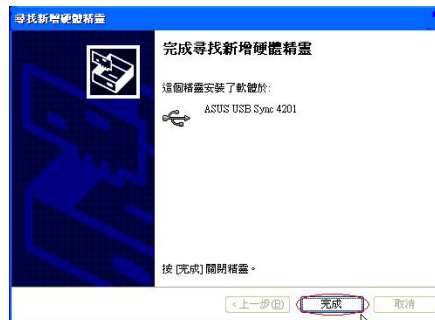 尋找新增硬體精靈
完成尋找新增硬體精靈
這個精靈安裝了軟體於:
ASUS USB Sync 4201
按 [完成] 關閉精靈。
<上一步(B)
完成
取消